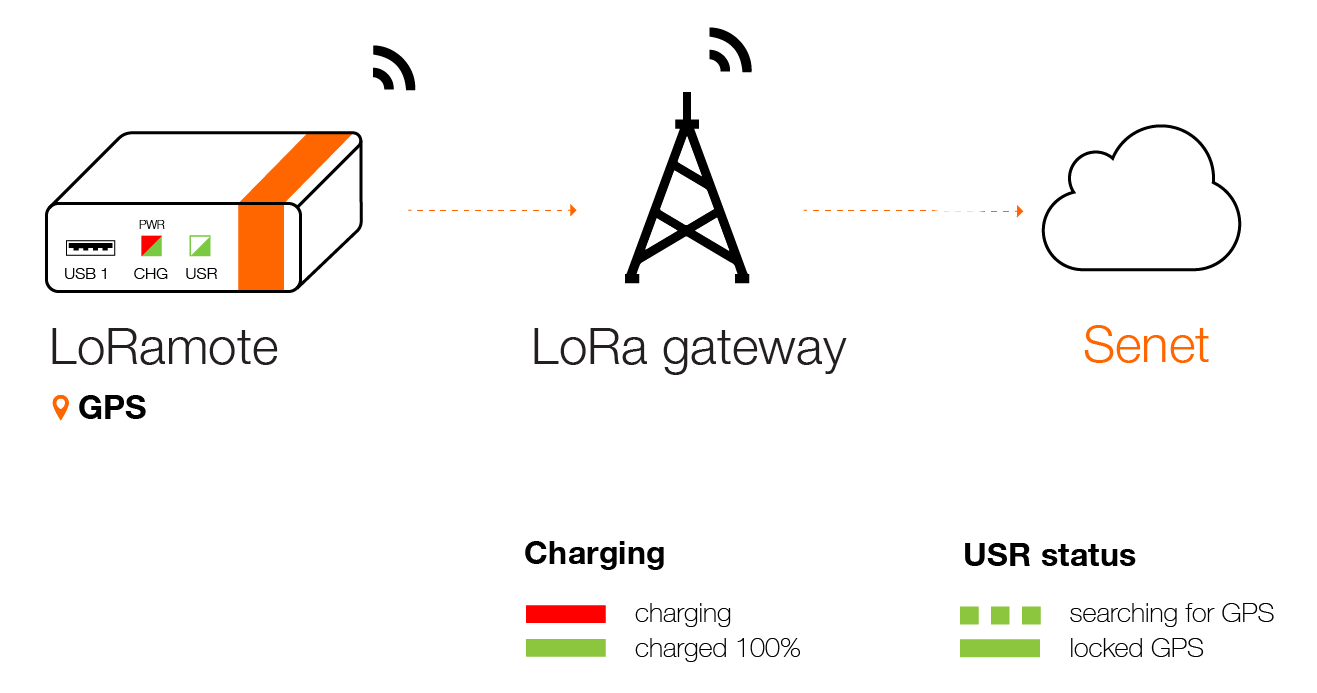 PWR
USB 1 CHG USR
LoRamote
GPS
LoRa gateway
Senet
Charging
charging
charged 100%
USR status
searching for GPS
locked GPS